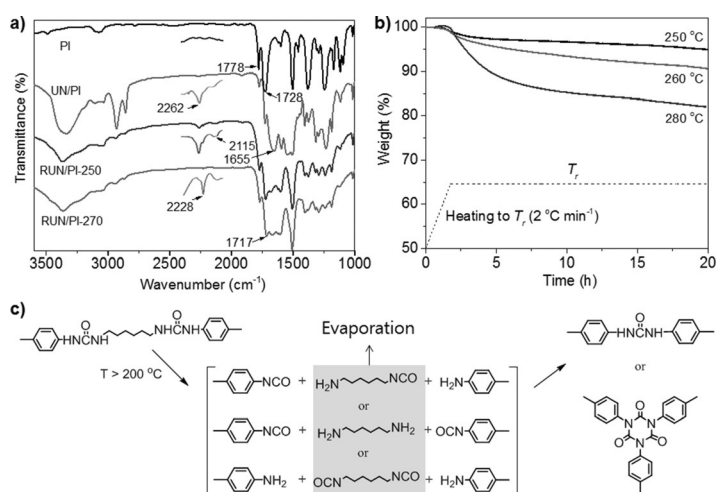 a)
PI
UN/PI
RUN/PI-250
RUN/PI-270
1778
1728
2262
2115
1655
2228
1717
Transmittance (%)
3500 3000 2500 2000 1500 1000
Wavenumber (cm-1)
b)
100
90
80
70
60
50
Weight (%)
250 °C
260 °C
280 °C
Tr
Heating to Tr (2 °C min-1)
0 5 10 15 20
Time (h)
c)
Evaporation
T > 200 °C
HNCNH
O
HNCNH
O
NCO + H2N NCO + H2N
or
NCO + H2N NH2 + OCN
or
NH2 + OCN NCO + H2N
HNCNH
O
or
O
N N
O N O